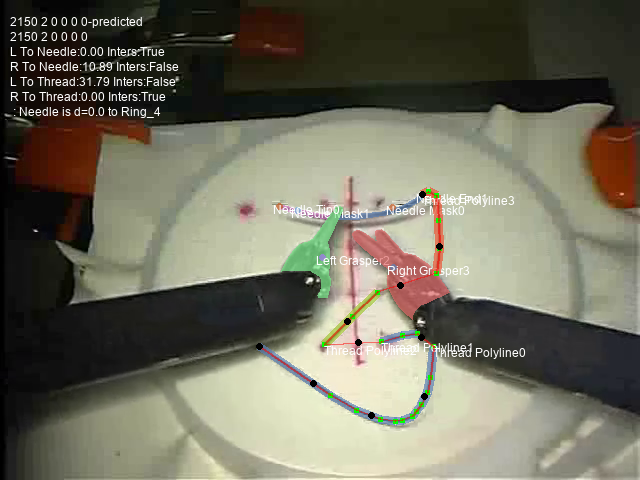 2150 2 0 0 0 0-predicted
2150 2 0 0 0 0
L To Needle:0.00 Inters:True
R To Needle:10.89 Inters:False
L To Thread:31.79 Inters:False
R To Thread:0.00 Inters:True
: Needle is d=0.0 to Ring_4
Thread Polyline3
Needle Tip0
Needle Mask1
Needle Mask0
Left Grasper2
Right Grasper3
Thread Polyline1
Thread Polyline0